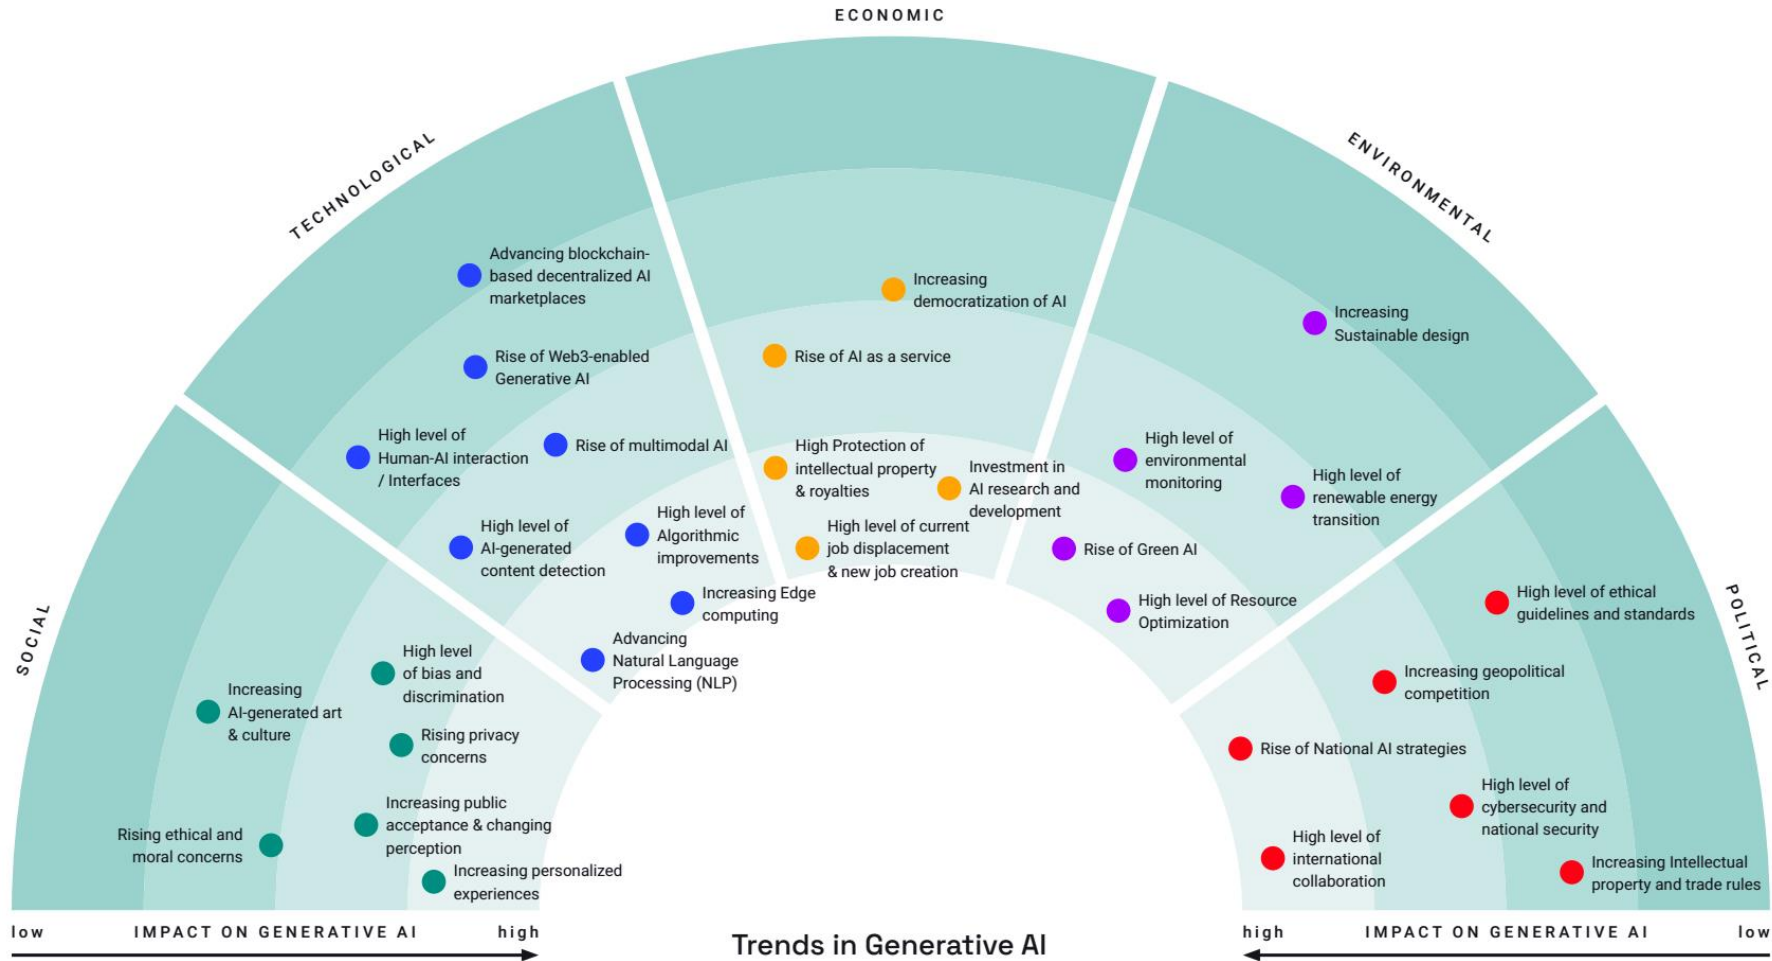 ECONOMIC
TECHNOLOGICAL
ENVIRONMENTAL
SOCIAL
POLITICAL
Advancing blockchain-
based decentralized AI
marketplaces
Rise of Web3-enabled
Generative AI
High level of
Human-AI interaction
/ Interfaces
Rise of multimodal AI
High level of
AI-generated
content detection
High level of
Algorithmic
improvements
Increasing Edge
computing
Advancing
Natural Language
Processing (NLP)
Increasing
democratization of AI
Rise of AI as a service
High Protection of
intellectual property
& royalties
Investment in
AI research and
development
High level of current
job displacement
& new job creation
Increasing
Sustainable design
High level of
environmental
monitoring
High level of
renewable energy
transition
Rise of Green AI
High level of Resource
Optimization
High level
of bias and
discrimination
Increasing
AI-generated art
& culture
Rising privacy
concerns
Increasing public
acceptance & changing
perception
Rising ethical and
moral concerns
Increasing personalized
experiences
High level of ethical
guidelines and standards
Increasing geopolitical
competition
Rise of National AI strategies
High level of
cybersecurity and
national security
High level of
international
collaboration
Increasing Intellectual
property and trade rules
low IMPACT ON GENERATIVE AI high
Trends in Generative AI
high IMPACT ON GENERATIVE AI low